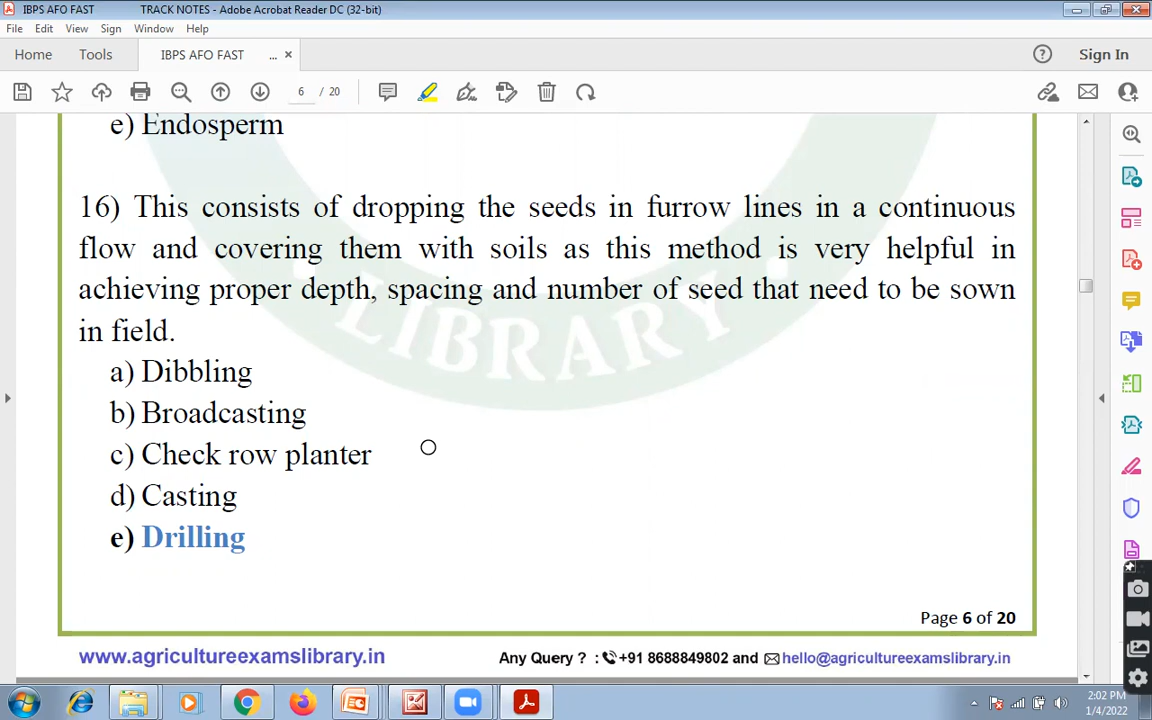 IBPS AFO FAST TRACK NOTES - Adobe Acrobat Reader DC (32-bit)
File Edit View Sign Window Help
Home Tools IBPS AFO FAST ... × Sign In
6 / 20
e) Endosperm
16) This consists of dropping the seeds in furrow lines in a continuous
flow and covering them with soils as this method is very helpful in
achieving proper depth, spacing and number of seed that need to be sown
in field.
a) Dibbling
b) Broadcasting
c) Check row planter
d) Casting
e) Drilling
LIBRARY
Page 6 of 20
www.agricultureexamslibrary.in Any Query ? : +91 8688849802 and hello@agricultureexamslibrary.in
2:02 PM
1/4/2022